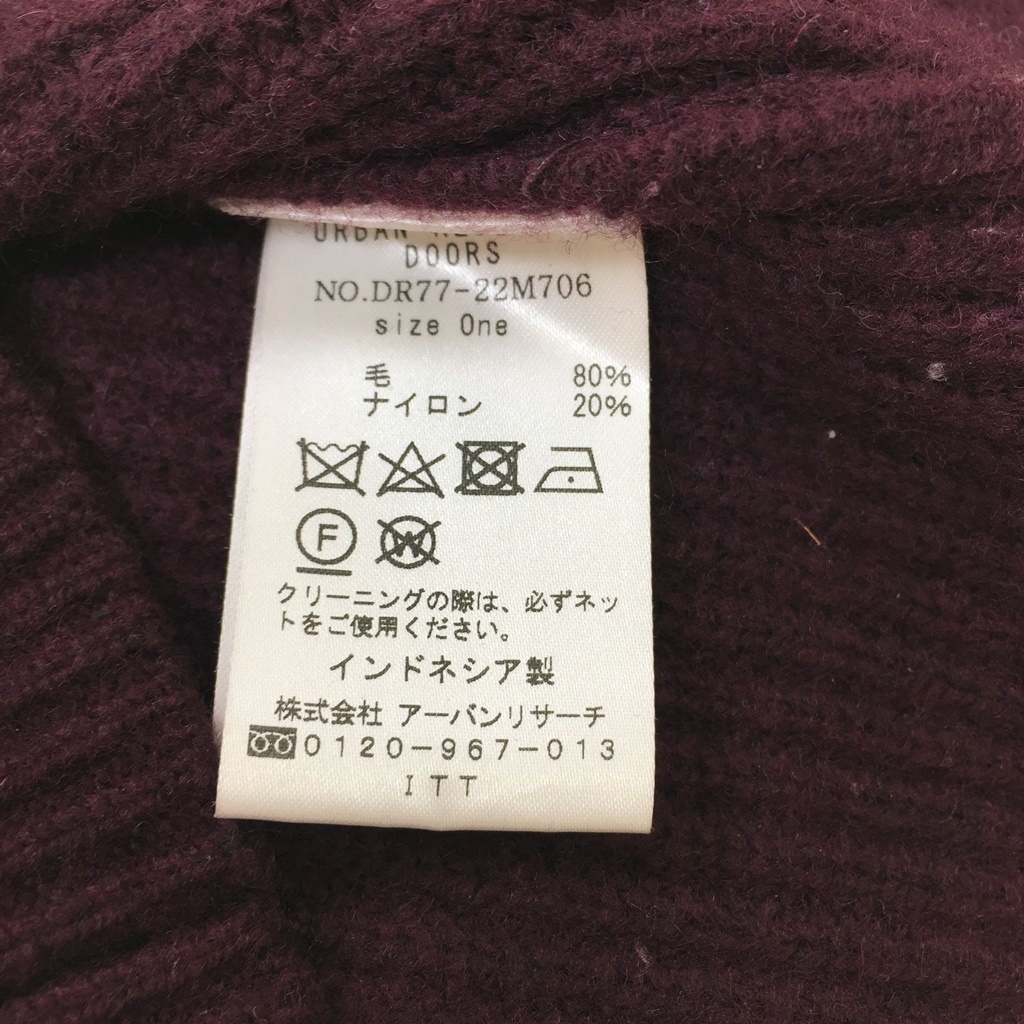 URBAN
DOORS
NO.DR77-22M706
size One
毛 80%
ナイロン 20%
F W
クリーニングの際は、必ずネッ
トをご使用ください。
インドネシア製
株式会社 アーバンリサーチ
0120-967-013
ITT